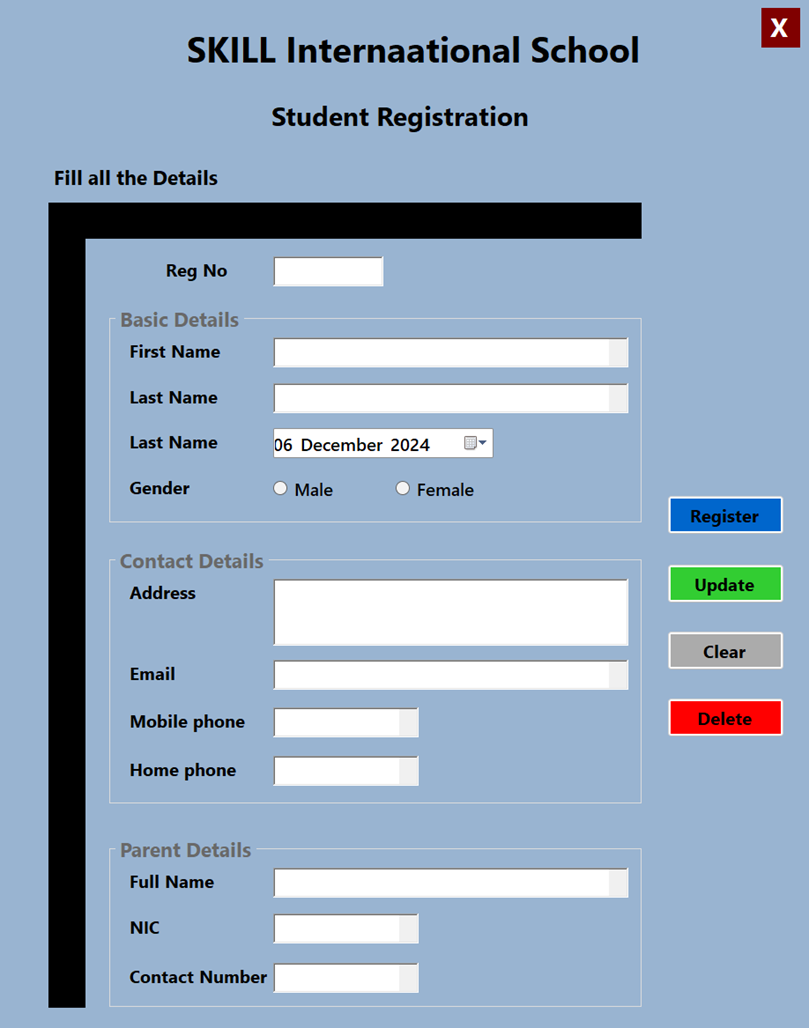 X
SKILL Internaational School
Student Registration
Fill all the Details
Reg No
Basic Details
First Name
Last Name
Last Name 06 December 2024
Gender Male Female
Register
Contact Details
Address
Update
Clear
Email
Mobile phone
Delete
Home phone
Parent Details
Full Name
NIC
Contact Number